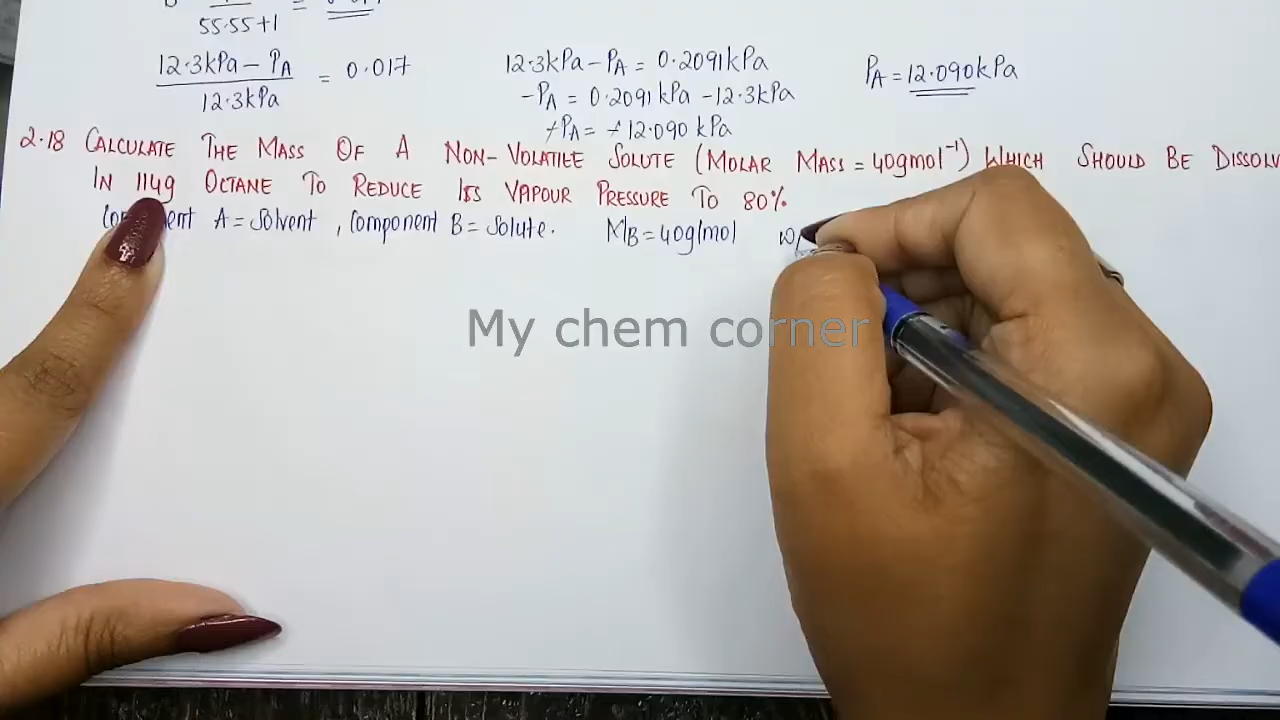 55.55+1
12.3kPa - PA / 12.3kPa = 0.017
12.3kPa - PA = 0.2091kPa
-PA = 0.2091 kPa - 12.3kPa
-PA = -12.090 kPa
PA = 12.090kPa
2.18 CALCULATE THE MASS OF A NON-VOLATILE SOLUTE (MOLAR MASS = 40gmol⁻¹) WHICH SHOULD BE DISSOLV
IN 114g OCTANE TO REDUCE ITS VAPOUR PRESSURE TO 80%.
A = Solvent , Component B = Solute. MB = 40g/mol
My chem corner